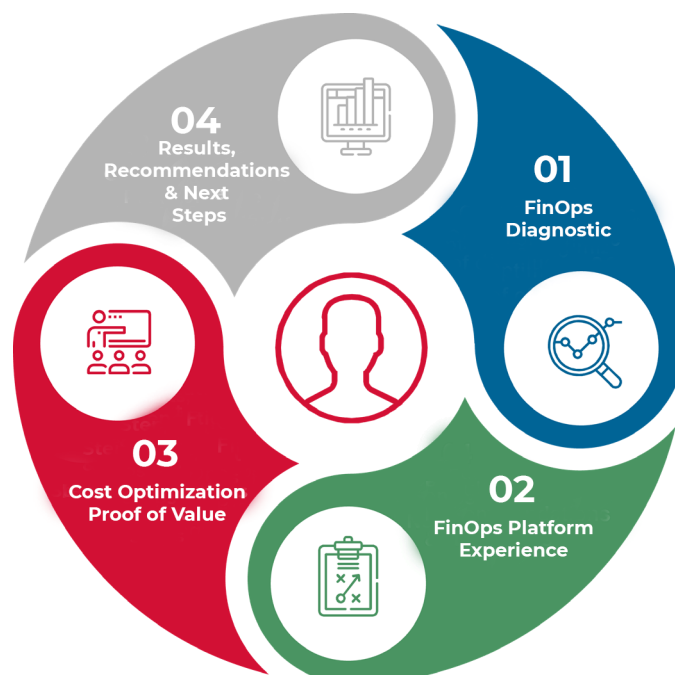 01
FinOps
Diagnostic
02
FinOps Platform
Experience
03
Cost Optimization
Proof of Value
04
Results,
Recommendations
& Next
Steps